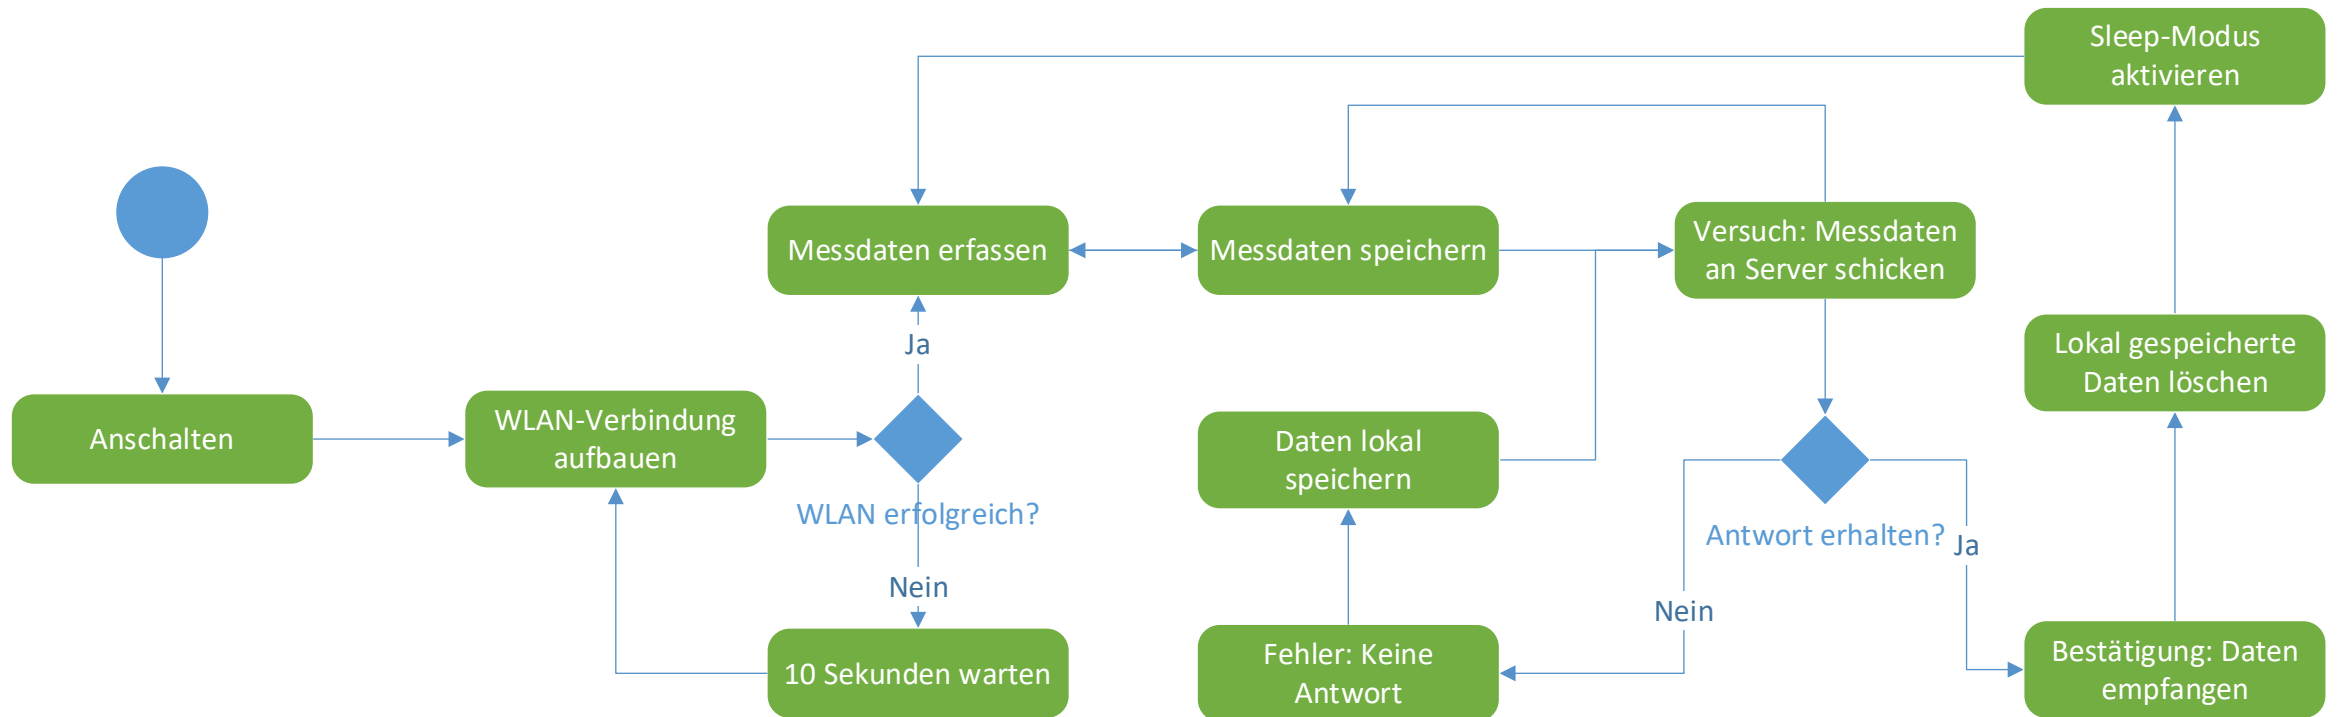 Sleep-Modus
aktivieren
Messdaten erfassen
Messdaten speichern
Versuch: Messdaten
an Server schicken
Ja
Lokal gespeicherte
Daten löschen
Anschalten
WLAN-Verbindung
aufbauen
Daten lokal
speichern
WLAN erfolgreich?
Antwort erhalten?
Ja
Nein
Nein
10 Sekunden warten
Fehler: Keine
Antwort
Bestätigung: Daten
empfangen